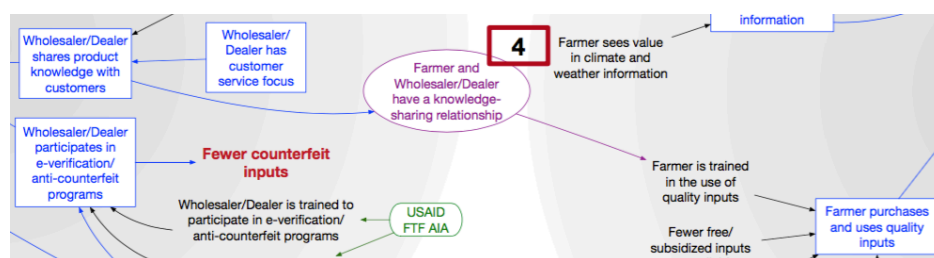 information
Wholesaler/Dealer
shares product
knowledge with
customers
Wholesaler/
Dealer has
customer
service focus
4
Farmer sees value
in climate and
weather information
Farmer and
Wholesaler/Dealer
have a knowledge-
sharing relationship
Wholesaler/Dealer
participates in
e-verification/
anti-counterfeit
programs
Fewer counterfeit
inputs
Farmer is trained
in the use of
quality inputs
Wholesaler/Dealer is trained to
participate in e-verification/
anti-counterfeit programs
USAID
FTF AIA
Fewer free/
subsidized inputs
Farmer purchases
and uses quality
inputs